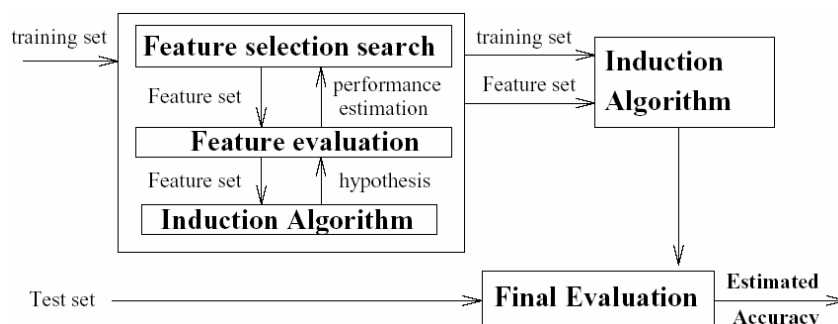 training set
Feature selection search
Feature set
performance
estimation
Feature evaluation
Feature set
hypothesis
Induction Algorithm
training set
Feature set
Induction
Algorithm
Test set
Final Evaluation
Estimated
Accuracy